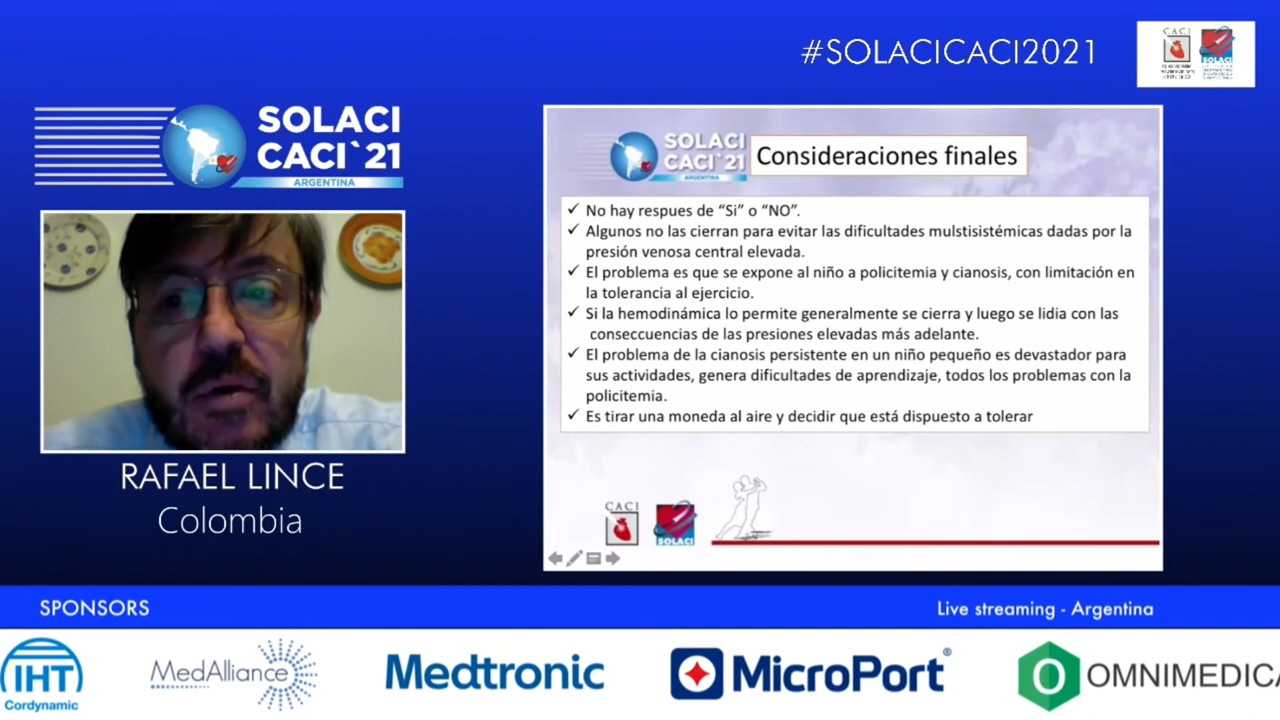 #SOLACICACI2021
CACI
SOLACI
SOLACI
CACI`21
ARGENTINA
SOLACI
CACI`21
ARGENTINA
Consideraciones finales
✓ No hay respues de “Si” o “NO”.
✓ Algunos no las cierran para evitar las dificultades mulstisistémicas dadas por la
presión venosa central elevada.
✓ El problema es que se expone al niño a policitemia y cianosis, con limitación en
la tolerancia al ejercicio.
✓ Si la hemodinámica lo permite generalmente se cierra y luego se lidia con las
conseccuencias de las presiones elevadas más adelante.
✓ El problema de la cianosis persistente en un niño pequeño es devastador para
sus actividades, genera dificultades de aprendizaje, todos los problemas con la
policitemia.
✓ Es tirar una moneda al aire y decidir que está dispuesto a tolerar
CACI
SOLACI
RAFAEL LINCE
Colombia
SPONSORS
Live streaming - Argentina
IHT
Cordynamic
MedAlliance
Medtronic
MicroPort®
OMNIMEDICA